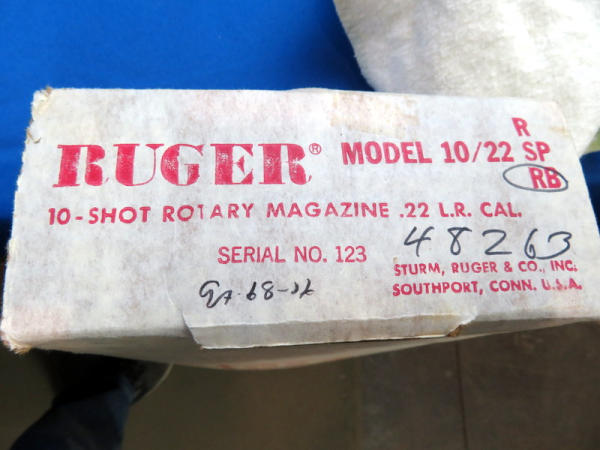 R
RUGER® MODEL 10/22 SP
RB
10-SHOT ROTARY MAGAZINE .22 L.R. CAL.
SERIAL NO. 123 48263
STURM, RUGER & CO., INC.
SOUTHPORT, CONN. U.S.A.